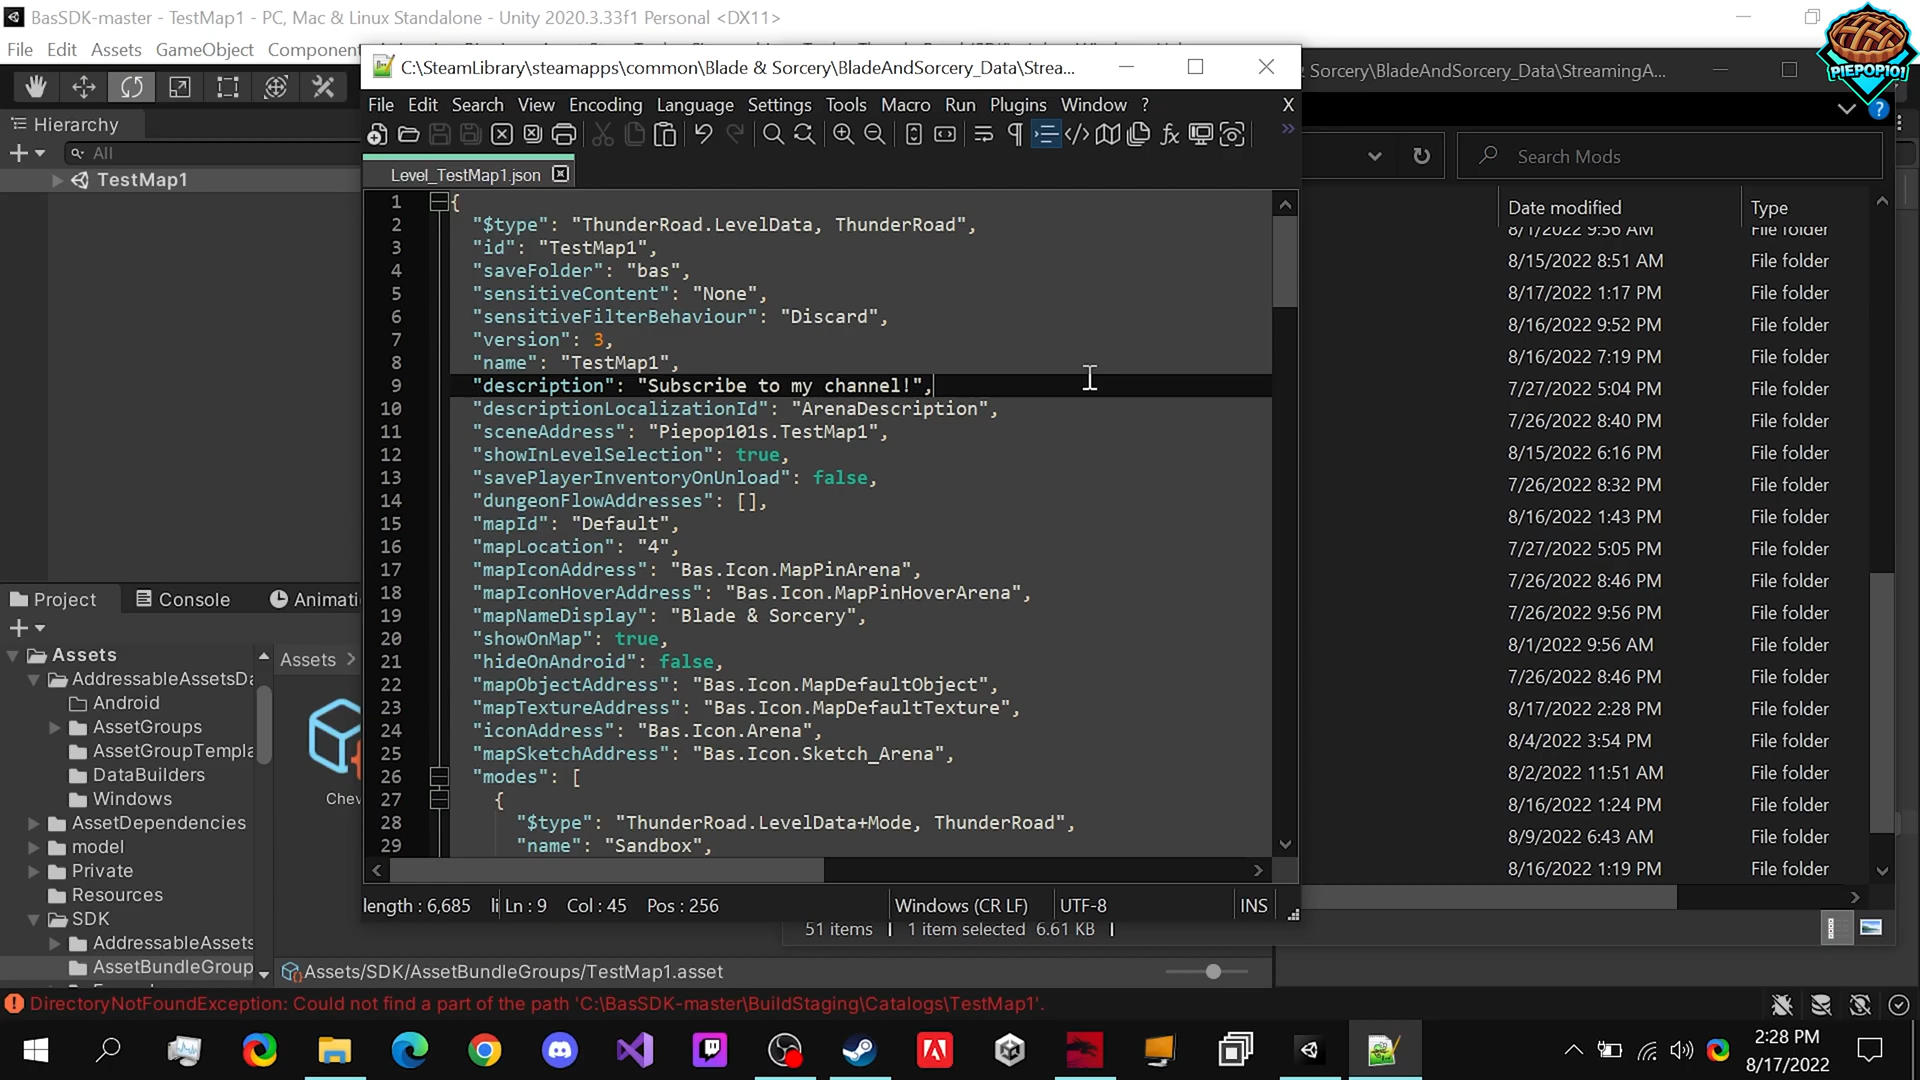 BasSDK-master - TestMap1 - PC, Mac & Linux Standalone - Unity 2020.3.33f1 Personal <DX11>
File Edit Assets GameObject Component
PIEPOP101
C:\SteamLibrary\steamapps\common\Blade & Sorcery\BladeAndSorcery_Data\Strea...
Sorcery\BladeAndSorcery_Data\StreamingA...
File Edit Search View Encoding Language Settings Tools Macro Run Plugins Window ? X
Hierarchy
All
TestMap1
Search Mods
Level_TestMap1.json
1 {
2 "$type": "ThunderRoad.LevelData, ThunderRoad",
3 "id": "TestMap1",
4 "saveFolder": "bas",
5 "sensitiveContent": "None",
6 "sensitiveFilterBehaviour": "Discard",
7 "version": 3,
8 "name": "TestMap1",
9 "description": "Subscribe to my channel!",
10 "descriptionLocalizationId": "ArenaDescription",
11 "sceneAddress": "Piepop101s.TestMap1",
12 "showInLevelSelection": true,
13 "savePlayerInventoryOnUnload": false,
14 "dungeonFlowAddresses": [],
15 "mapId": "Default",
16 "mapLocation": "4",
17 "mapIconAddress": "Bas.Icon.MapPinArena",
18 "mapIconHoverAddress": "Bas.Icon.MapPinHoverArena",
19 "mapNameDisplay": "Blade & Sorcery",
20 "showOnMap": true,
21 "hideOnAndroid": false,
22 "mapObjectAddress": "Bas.Icon.MapDefaultObject",
23 "mapTextureAddress": "Bas.Icon.MapDefaultTexture",
24 "iconAddress": "Bas.Icon.Arena",
25 "mapSketchAddress": "Bas.Icon.Sketch_Arena",
26 "modes": [
27 {
28 "$type": "ThunderRoad.LevelData+Mode, ThunderRoad",
29 "name": "Sandbox",
length : 6,685 li Ln : 9 Col : 45 Pos : 256 Windows (CR LF) UTF-8 INS
Date modified Type
8/1/2022 9:56 AM File folder
8/15/2022 8:51 AM File folder
8/17/2022 1:17 PM File folder
8/16/2022 9:52 PM File folder
8/16/2022 7:19 PM File folder
7/27/2022 5:04 PM File folder
7/26/2022 8:40 PM File folder
8/15/2022 6:16 PM File folder
7/26/2022 8:32 PM File folder
8/16/2022 1:43 PM File folder
7/27/2022 5:05 PM File folder
7/26/2022 8:46 PM File folder
7/26/2022 9:56 PM File folder
8/1/2022 9:56 AM File folder
7/26/2022 8:46 PM File folder
8/17/2022 2:28 PM File folder
8/4/2022 3:54 PM File folder
8/2/2022 11:51 AM File folder
8/16/2022 1:24 PM File folder
8/9/2022 6:43 AM File folder
8/16/2022 1:19 PM File folder
51 items 1 item selected 6.61 KB
Project Console Animati
Assets
AddressableAssetsDa
Android
AssetGroups
AssetGroupTempla
DataBuilders
Windows
AssetDependencies
model
Private
Resources
SDK
AddressableAssets
AssetBundleGroup
Assets >
Chev
Assets/SDK/AssetBundleGroups/TestMap1.asset
DirectoryNotFoundException: Could not find a part of the path 'C:\BasSDK-master\BuildStaging\Catalogs\TestMap1'.
2:28 PM
8/17/2022